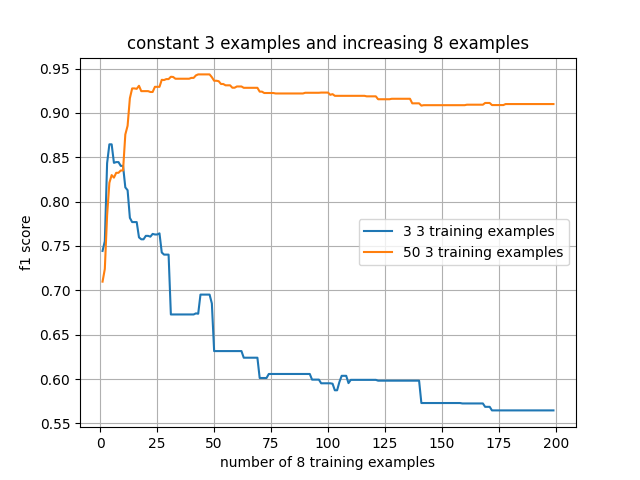 constant 3 examples and increasing 8 examples
0.95
0.90
0.85
0.80
0.75
0.70
0.65
0.60
0.55
f1 score
3 3 training examples
50 3 training examples
0 25 50 75 100 125 150 175 200
number of 8 training examples